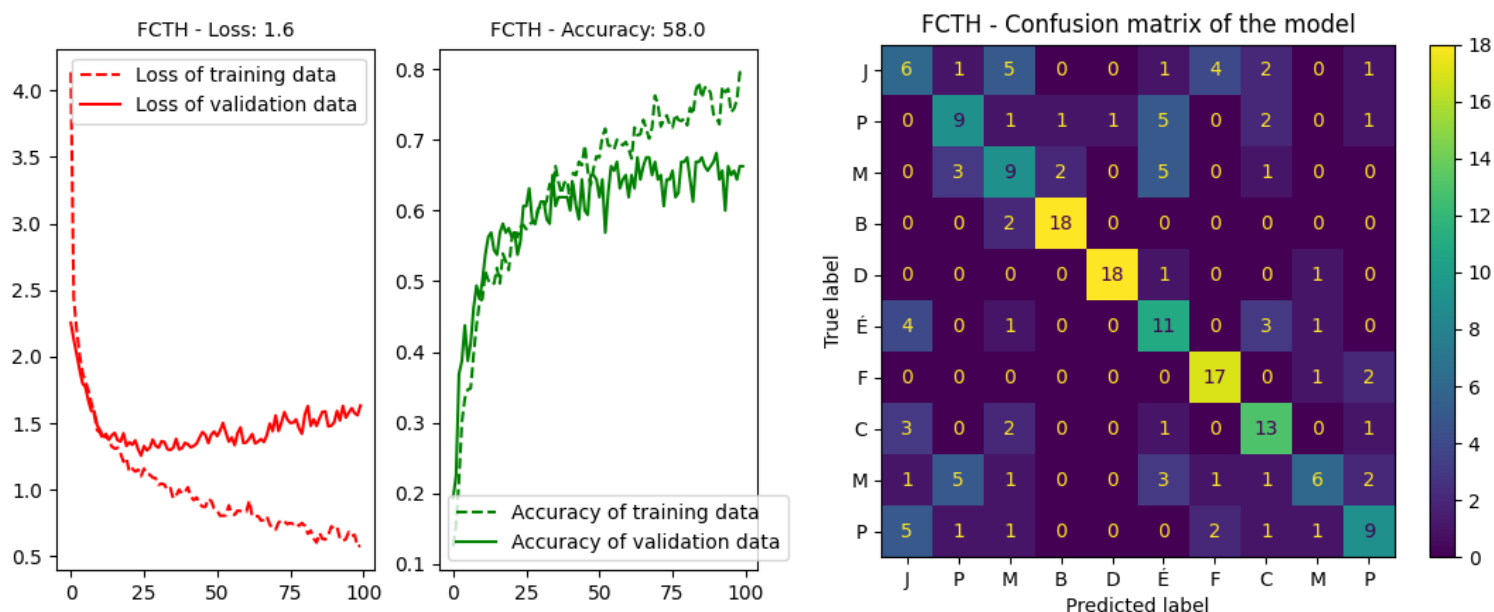 FCTH - Loss: 1.6
Loss of training data
Loss of validation data
4.0
3.5
3.0
2.5
2.0
1.5
1.0
0.5
0 25 50 75 100
FCTH - Accuracy: 58.0
0.8
0.7
0.6
0.5
0.4
0.3
0.2
0.1
Accuracy of training data
Accuracy of validation data
0 25 50 75 100
FCTH - Confusion matrix of the model
True label
J 6 1 5 0 0 1 4 2 0 1
P 0 9 1 1 1 5 0 2 0 1
M 0 3 9 2 0 5 0 1 0 0
B 0 0 2 18 0 0 0 0 0 0
D 0 0 0 0 18 1 0 0 1 0
É 4 0 1 0 0 11 0 3 1 0
F 0 0 0 0 0 0 17 0 1 2
C 3 0 2 0 0 1 0 13 0 1
M 1 5 1 0 0 3 1 1 6 2
P 5 1 1 0 0 0 2 1 1 9
J P M B D É F C M P
Predicted label
18
16
14
12
10
8
6
4
2
0